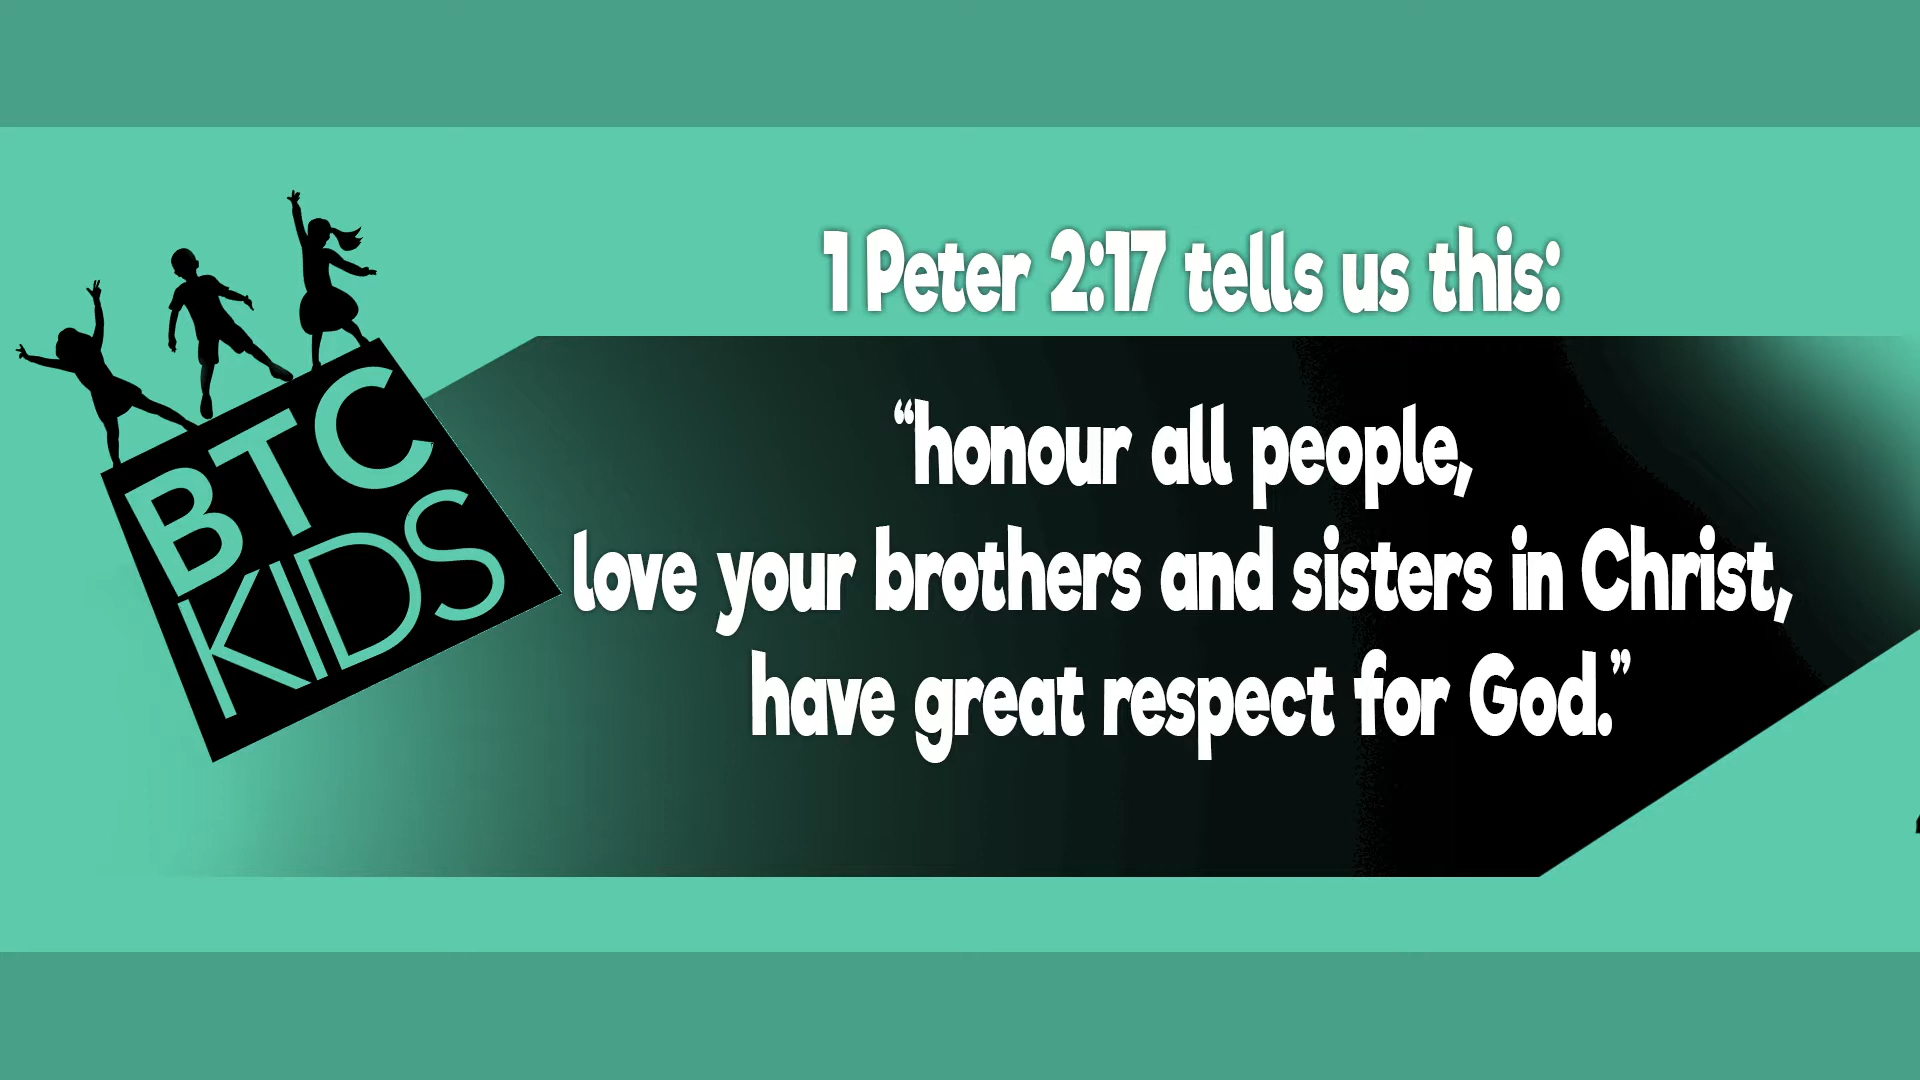 BTC
KIDS
1 Peter 2:17 tells us this:
“honour all people,
love your brothers and sisters in Christ,
have great respect for God.”